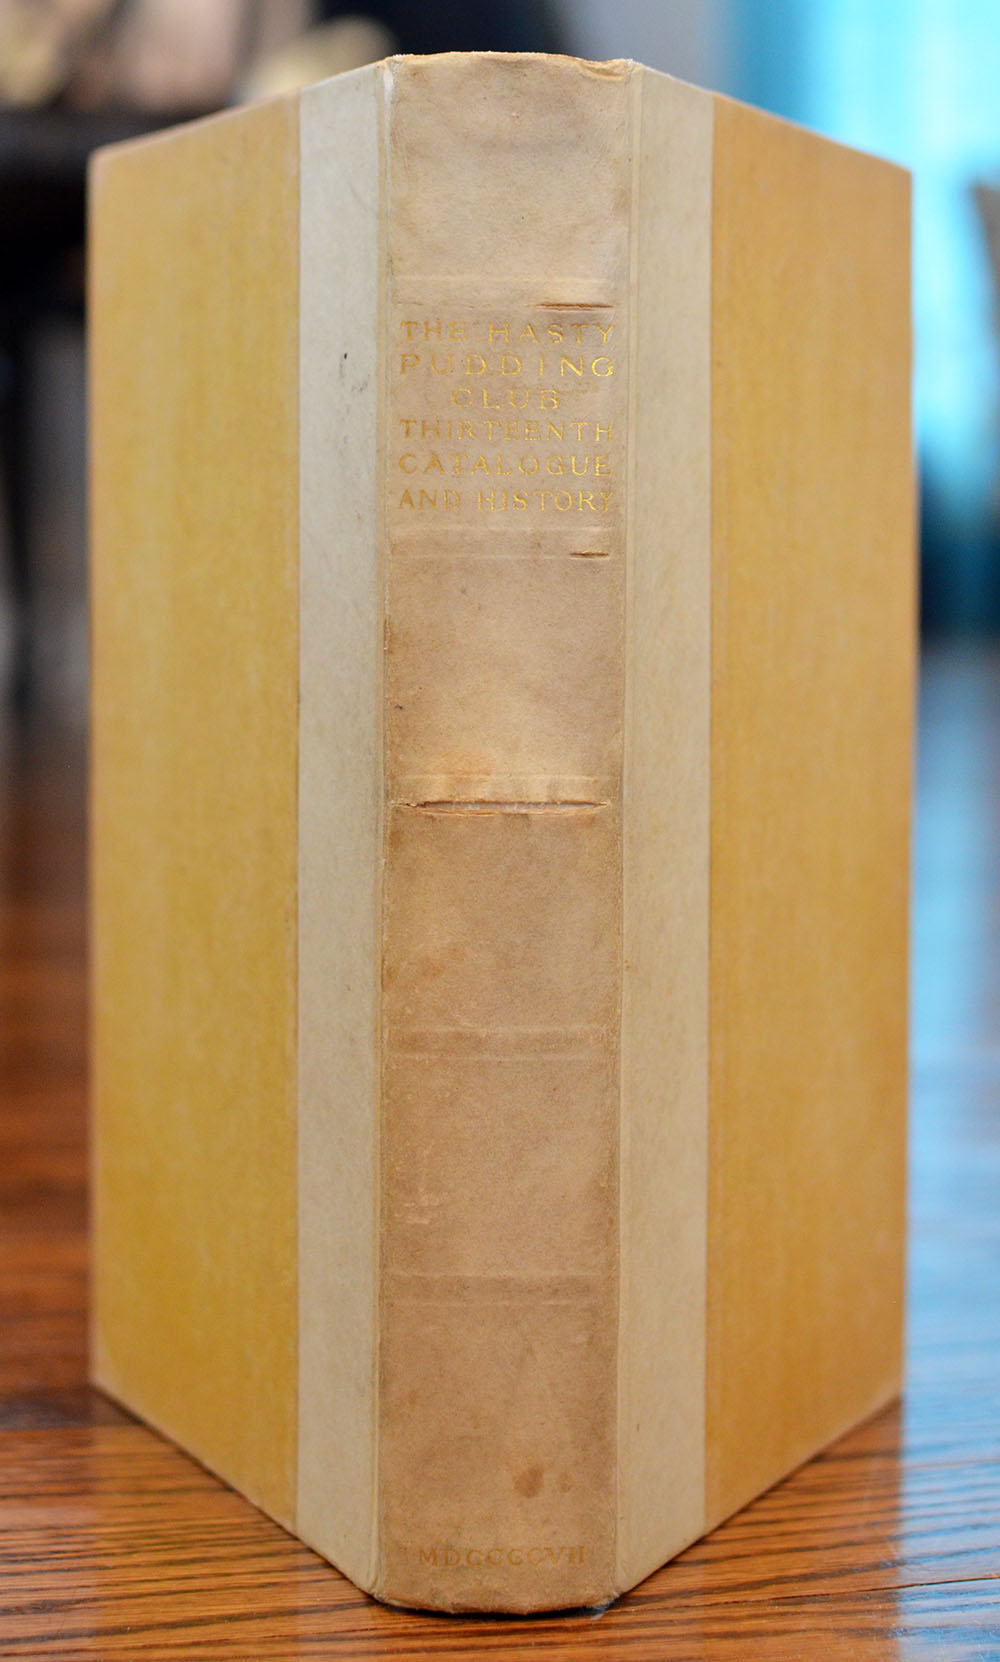 THE HASTY
PUDDING
CLUB
THIRTEENTH
CATALOGUE
AND HISTORY
MDCCCCVII